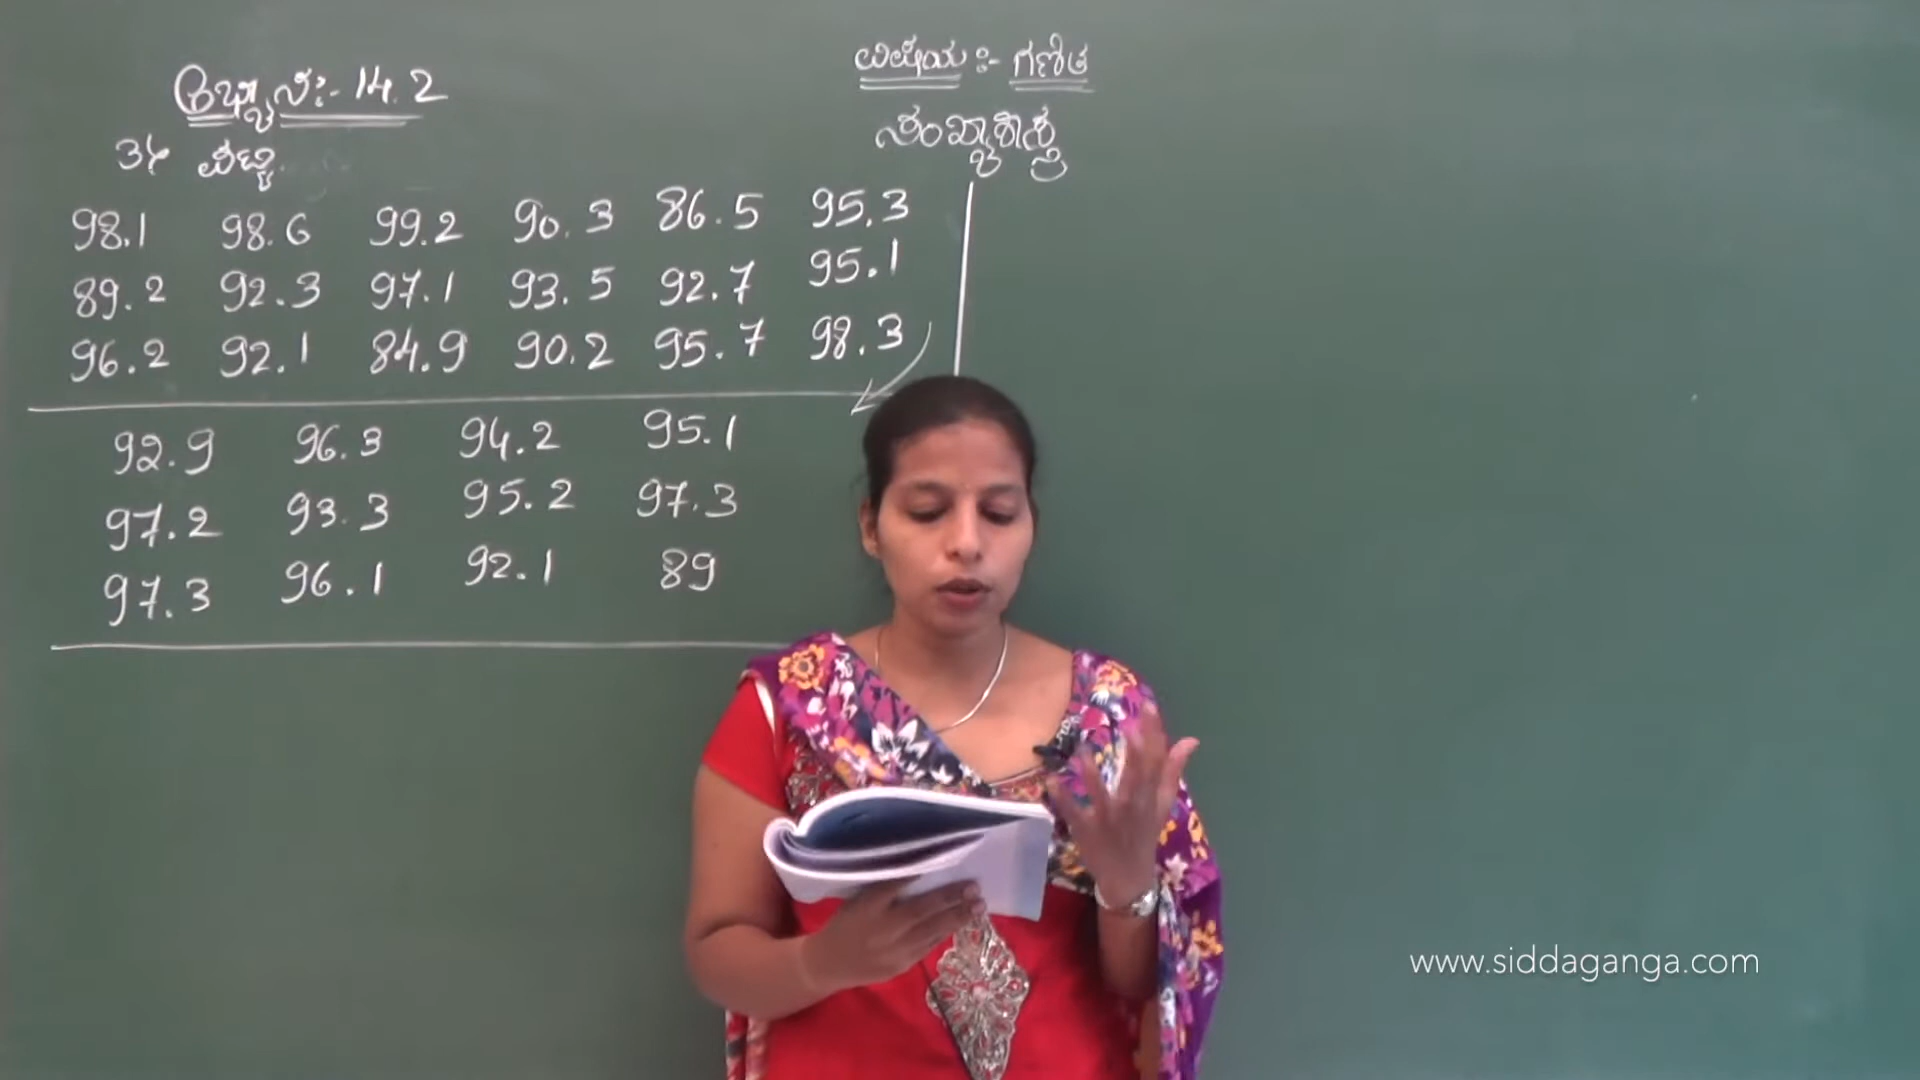 ಅಭ್ಯಾಸ:- 14.2
ವಿಷಯ :- ಗಣಿತ
ಸಂಖ್ಯಾಶಾಸ್ತ್ರ
98.1 98.6 99.2 90.3 86.5 95.3
89.2 92.3 97.1 93.5 92.7 95.1
96.2 92.1 84.9 90.2 95.7 98.3
92.9 96.3 94.2 95.1
97.2 93.3 95.2 97.3
97.3 96.1 92.1 89
www.siddaganga.com